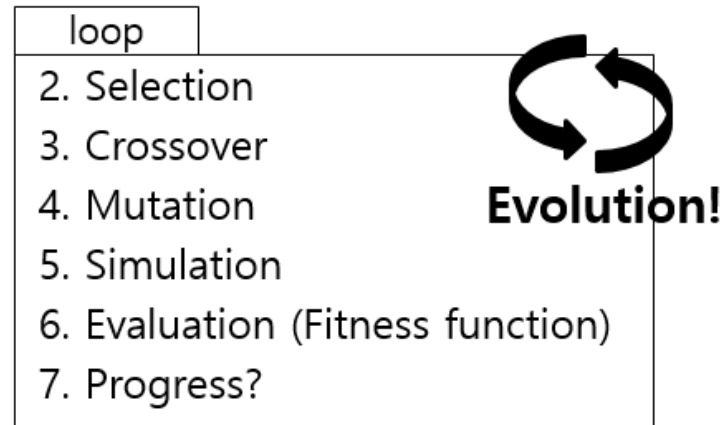 loop
2. Selection
3. Crossover
4. Mutation
Evolution!
5. Simulation
6. Evaluation (Fitness function)
7. Progress?